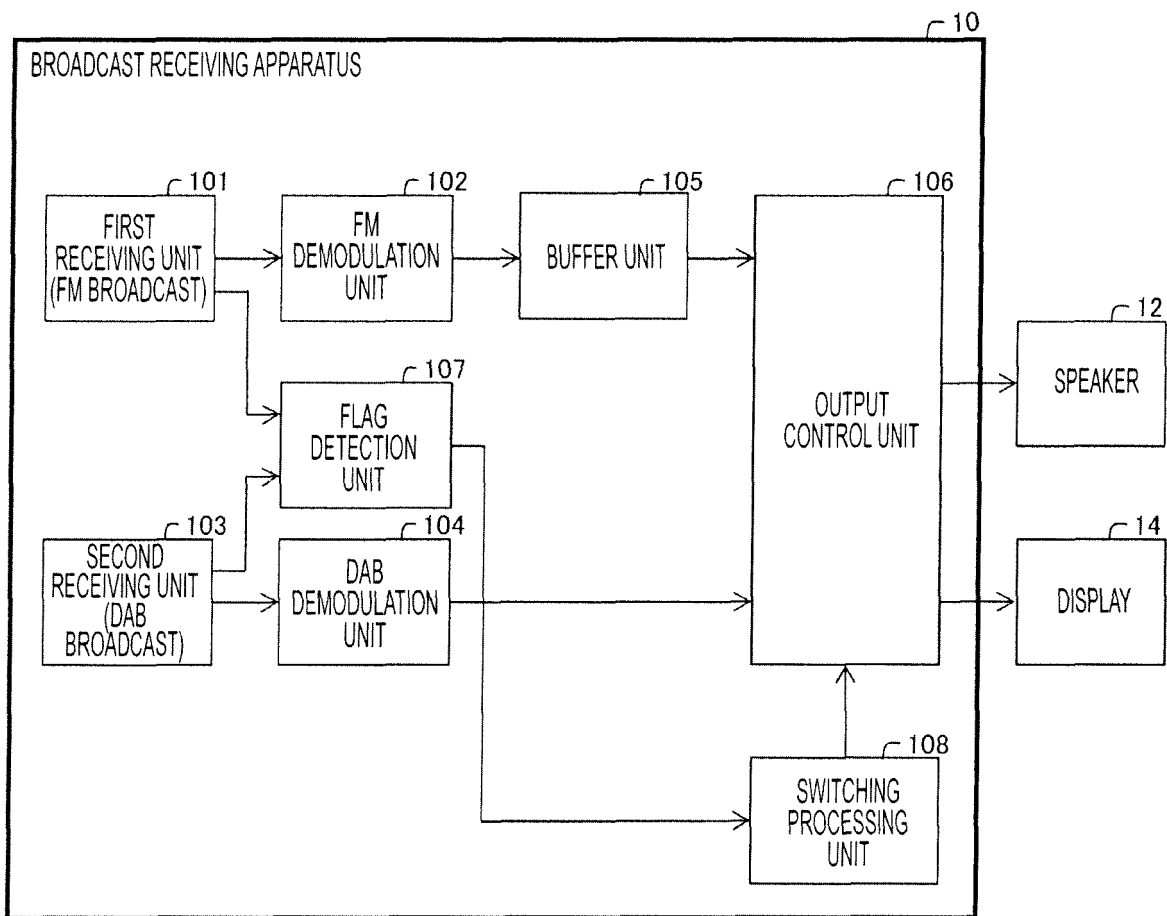 10
BROADCAST RECEIVING APPARATUS
101
FIRST
RECEIVING UNIT
(FM BROADCAST)
102
FM
DEMODULATION
UNIT
105
BUFFER UNIT
106
OUTPUT
CONTROL UNIT
12
SPEAKER
107
FLAG
DETECTION
UNIT
103
SECOND
RECEIVING UNIT
(DAB
BROADCAST)
104
DAB
DEMODULATION
UNIT
14
DISPLAY
108
SWITCHING
PROCESSING
UNIT